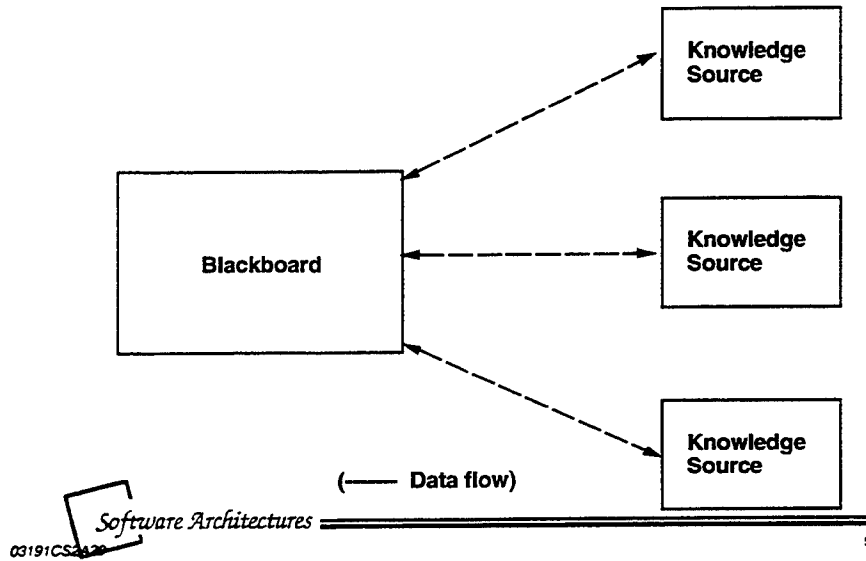 Knowledge
Source
Knowledge
Source
Blackboard
Knowledge
Source
(—— Data flow)
Software Architectures